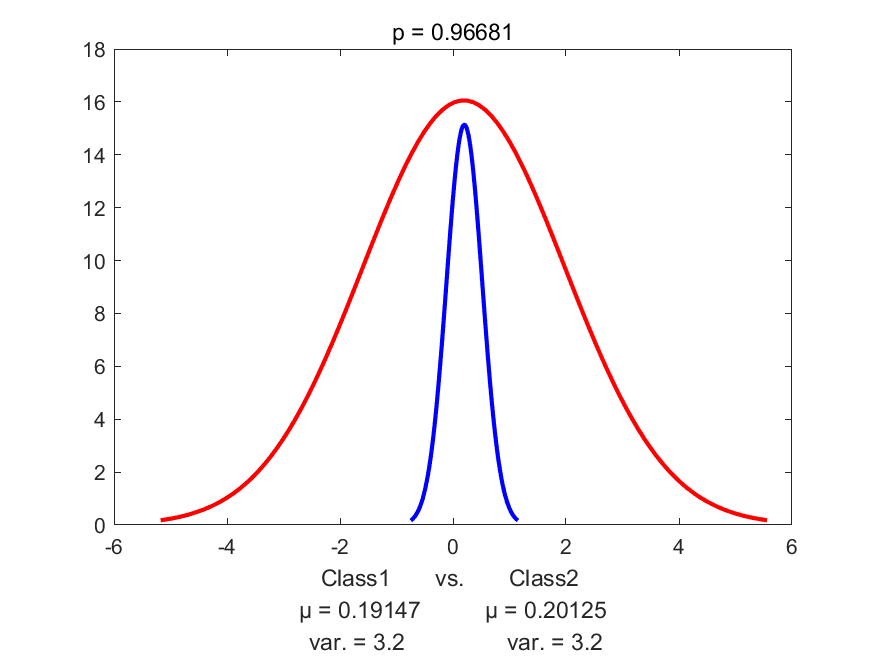 p = 0.96681
18
16
14
12
10
8
6
4
2
0
-6 -4 -2 0 2 4 6
Class1 vs. Class2
μ = 0.19147 μ = 0.20125
var. = 3.2 var. = 3.2